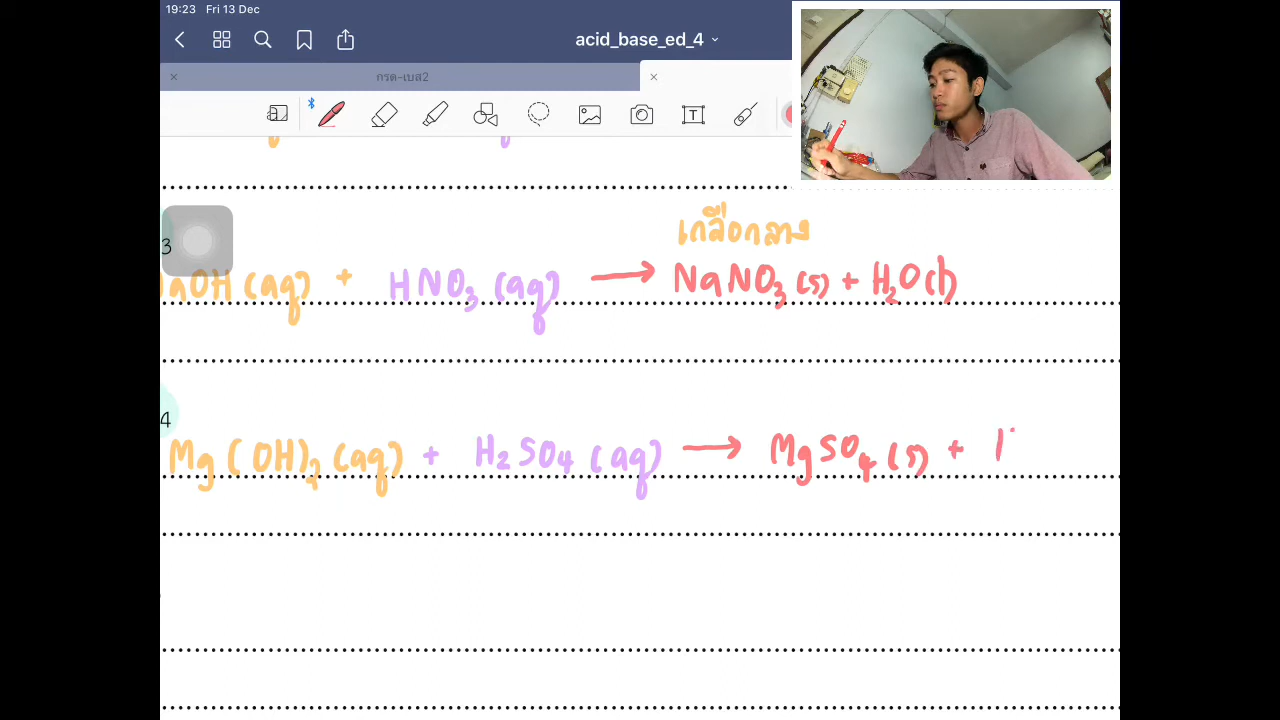 19:23 Fri 13 Dec
acid_base_ed_4
กรด-เบส2
T
เกลือกลาง
3
NaOH (aq) + HNO₃ (aq) → NaNO₃ (s) + H₂O (l)
4
Mg(OH)₂ (aq) + H₂SO₄ (aq) → MgSO₄ (s) +